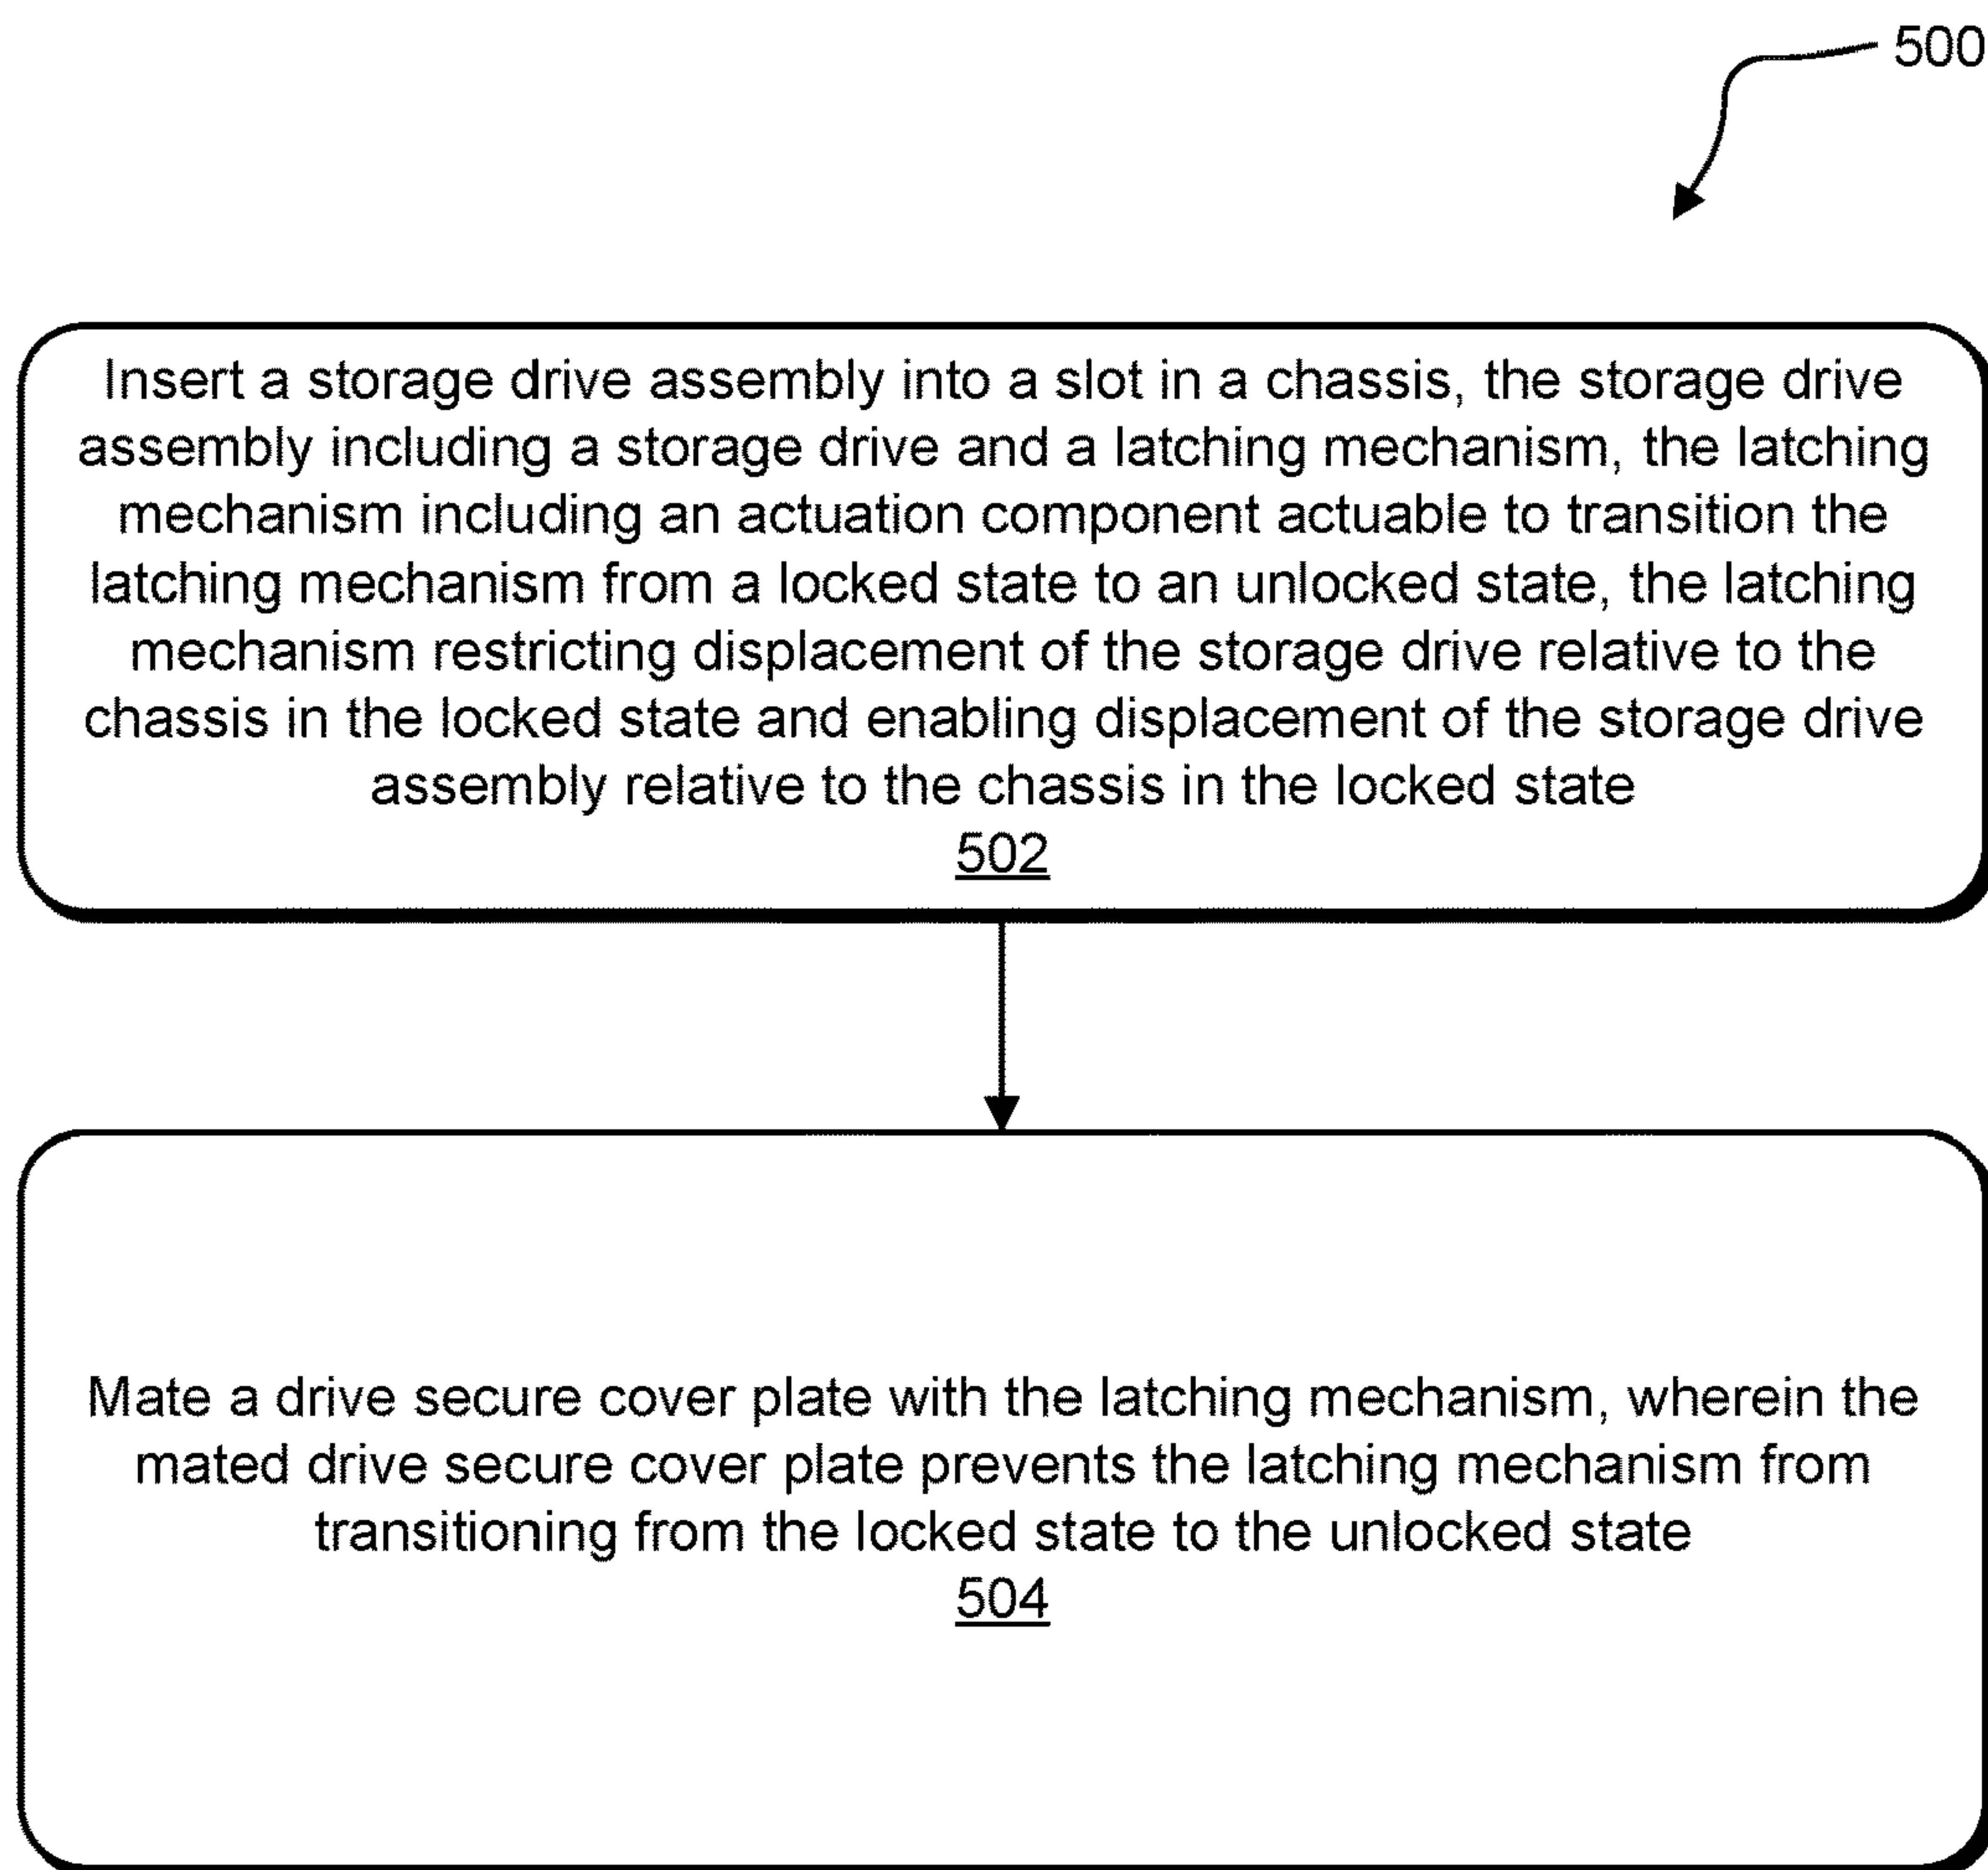 500
Insert a storage drive assembly into a slot in a chassis, the storage drive
assembly including a storage drive and a latching mechanism, the latching
mechanism including an actuation component actuable to transition the
latching mechanism from a locked state to an unlocked state, the latching
mechanism restricting displacement of the storage drive relative to the
chassis in the locked state and enabling displacement of the storage drive
assembly relative to the chassis in the locked state
502
Mate a drive secure cover plate with the latching mechanism, wherein the
mated drive secure cover plate prevents the latching mechanism from
transitioning from the locked state to the unlocked state
504